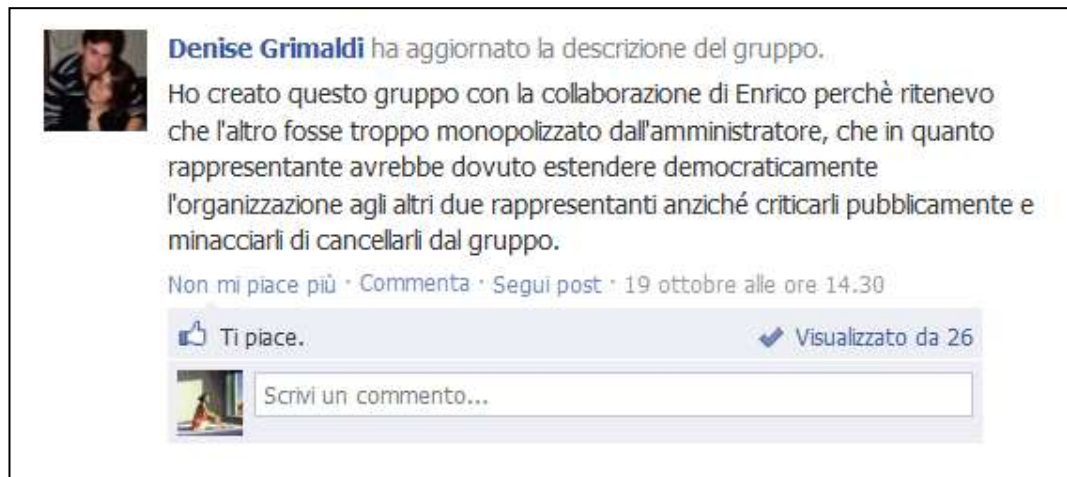 Denise Grimaldi ha aggiornato la descrizione del gruppo.
Ho creato questo gruppo con la collaborazione di Enrico perchè ritenevo
che l'altro fosse troppo monopolizzato dall'amministratore, che in quanto
rappresentante avrebbe dovuto estendere democraticamente
l'organizzazione agli altri due rappresentanti anziché criticarli pubblicamente e
minacciarli di cancellarli dal gruppo.
Non mi piace più · Commenta · Segui post · 19 ottobre alle ore 14.30
Ti piace. Visualizzato da 26
Scrivi un commento...